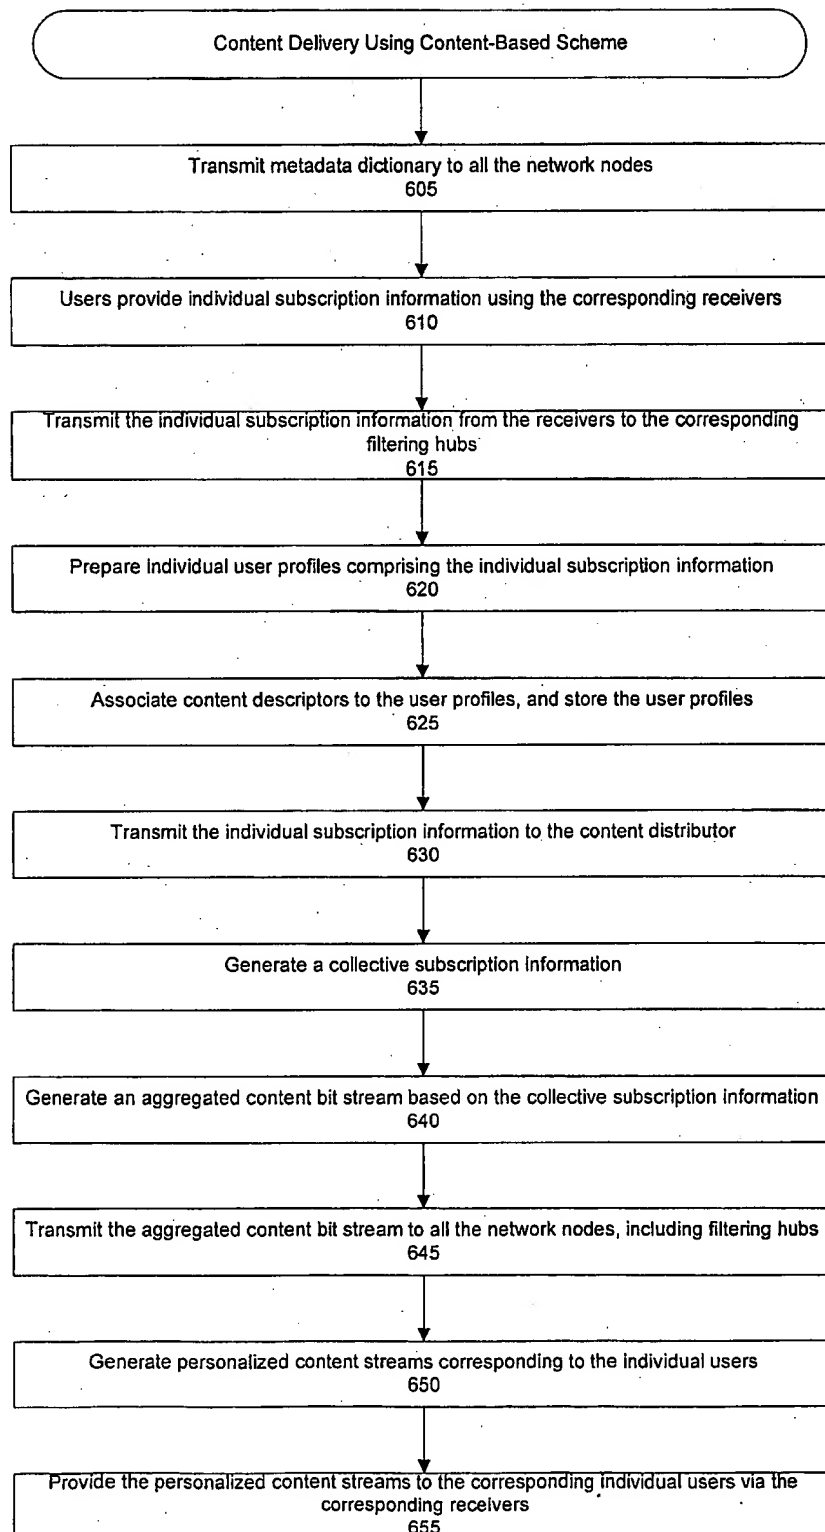 Content Delivery Using Content-Based Scheme
Transmit metadata dictionary to all the network nodes
605
Users provide individual subscription information using the corresponding receivers
610
Transmit the individual subscription information from the receivers to the corresponding
filtering hubs
615
Prepare individual user profiles comprising the individual subscription information
620
Associate content descriptors to the user profiles, and store the user profiles
625
Transmit the individual subscription information to the content distributor
630
Generate a collective subscription information
635
Generate an aggregated content bit stream based on the collective subscription information
640
Transmit the aggregated content bit stream to all the network nodes, including filtering hubs
645
Generate personalized content streams corresponding to the individual users
650
Provide the personalized content streams to the corresponding individual users via the
corresponding receivers
655